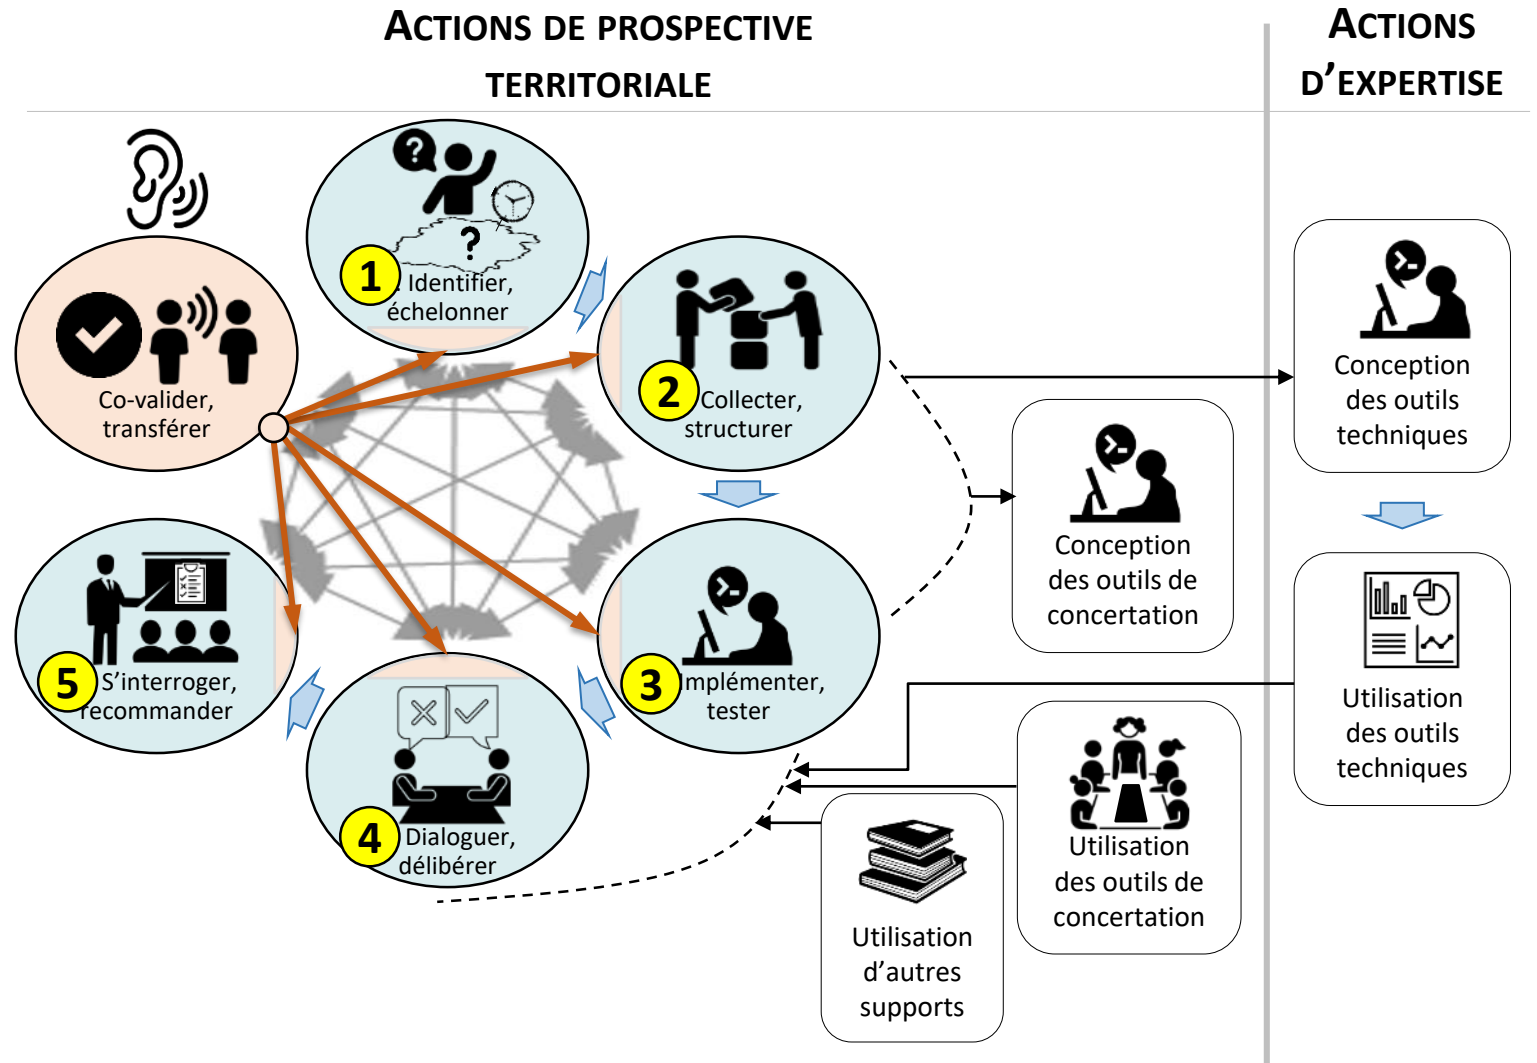 ACTIONS DE PROSPECTIVE
TERRITORIALE
ACTIONS
D'EXPERTISE
?
?
1
. Identifier,
échelonner
2
Collecter,
structurer
Co-valider,
transférer
>-
Conception
des outils
techniques
>-
Conception
des outils de
concertation
>-
3
Implémenter,
tester
5
S'interroger,
recommander
4
Dialoguer,
délibérer
Utilisation
des outils
techniques
Utilisation
des outils de
concertation
Utilisation
d'autres
supports